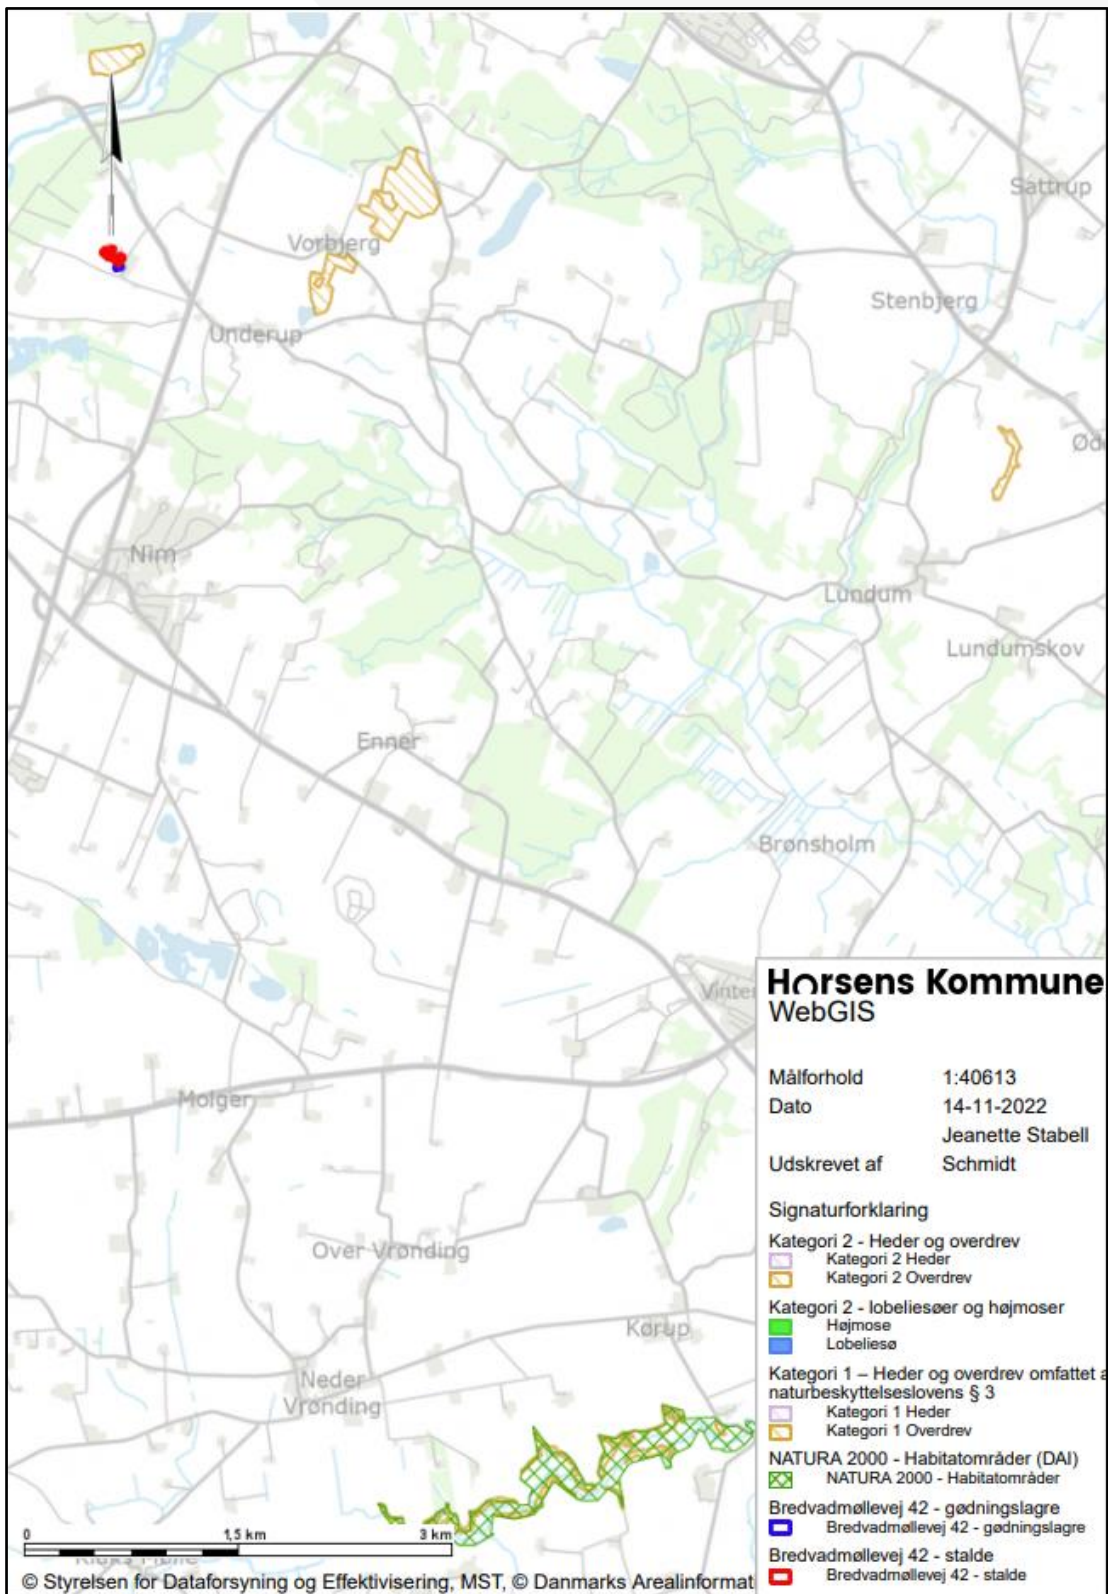 Sattrup
Vorbjerg
Stenbjerg
Underup
Nim
Lundum
Lundumskov
Enner
Brønsholm
Horsens Kommune
WebGIS
Målforhold 1:40613
Dato 14-11-2022
Jeanette Stabell
Udskrevet af Schmidt
Signaturforklaring
Kategori 2 - Heder og overdrev
Kategori 2 Heder
Kategori 2 Overdrev
Kategori 2 - lobeliesøer og højmoser
Højmose
Lobeliesø
Kategori 1 – Heder og overdrev omfattet a
naturbeskyttelseslovens § 3
Kategori 1 Heder
Kategori 1 Overdrev
NATURA 2000 - Habitatområder (DAI)
NATURA 2000 - Habitatområder
Bredvadmøllevej 42 - gødningslagre
Bredvadmøllevej 42 - gødningslagre
Bredvadmøllevej 42 - stalde
Bredvadmøllevej 42 - stalde
Vinter
Molger
Over Vrønding
Kørup
Neder
Vrønding
0 1,5 km 3 km
© Styrelsen for Dataforsyning og Effektivisering, MST, © Danmarks Arealinformat